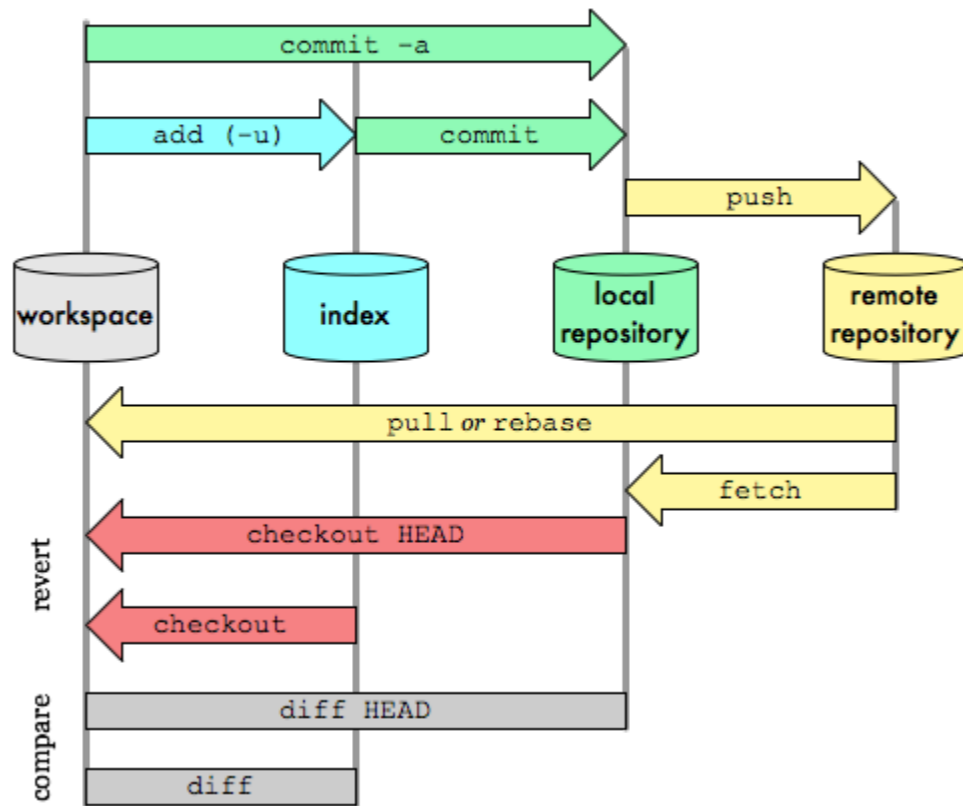 commit -a
add (-u)
commit
push
workspace
index
local
repository
remote
repository
pull or rebase
fetch
revert
checkout HEAD
checkout
compare
diff HEAD
diff